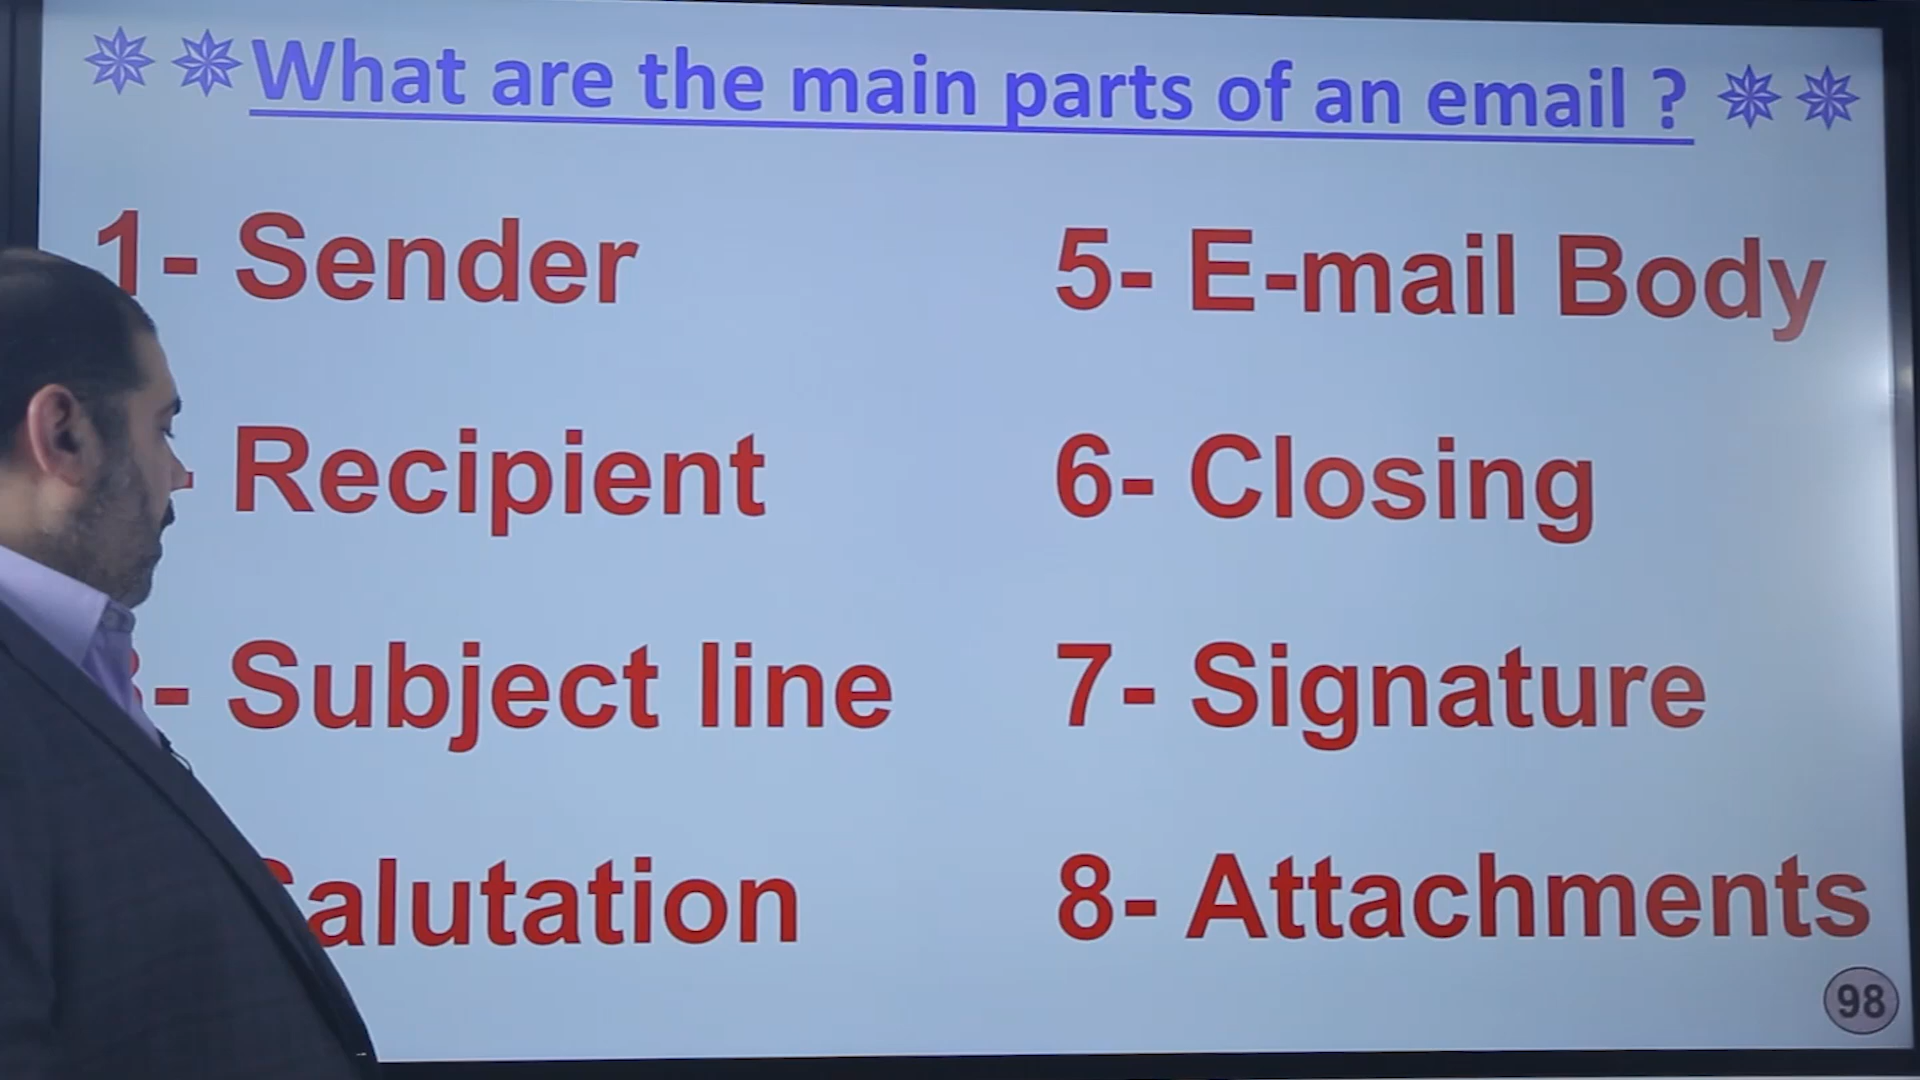 What are the main parts of an email ?
1- Sender
- Recipient
- Subject line
alutation
5- E-mail Body
6- Closing
7- Signature
8- Attachments
98